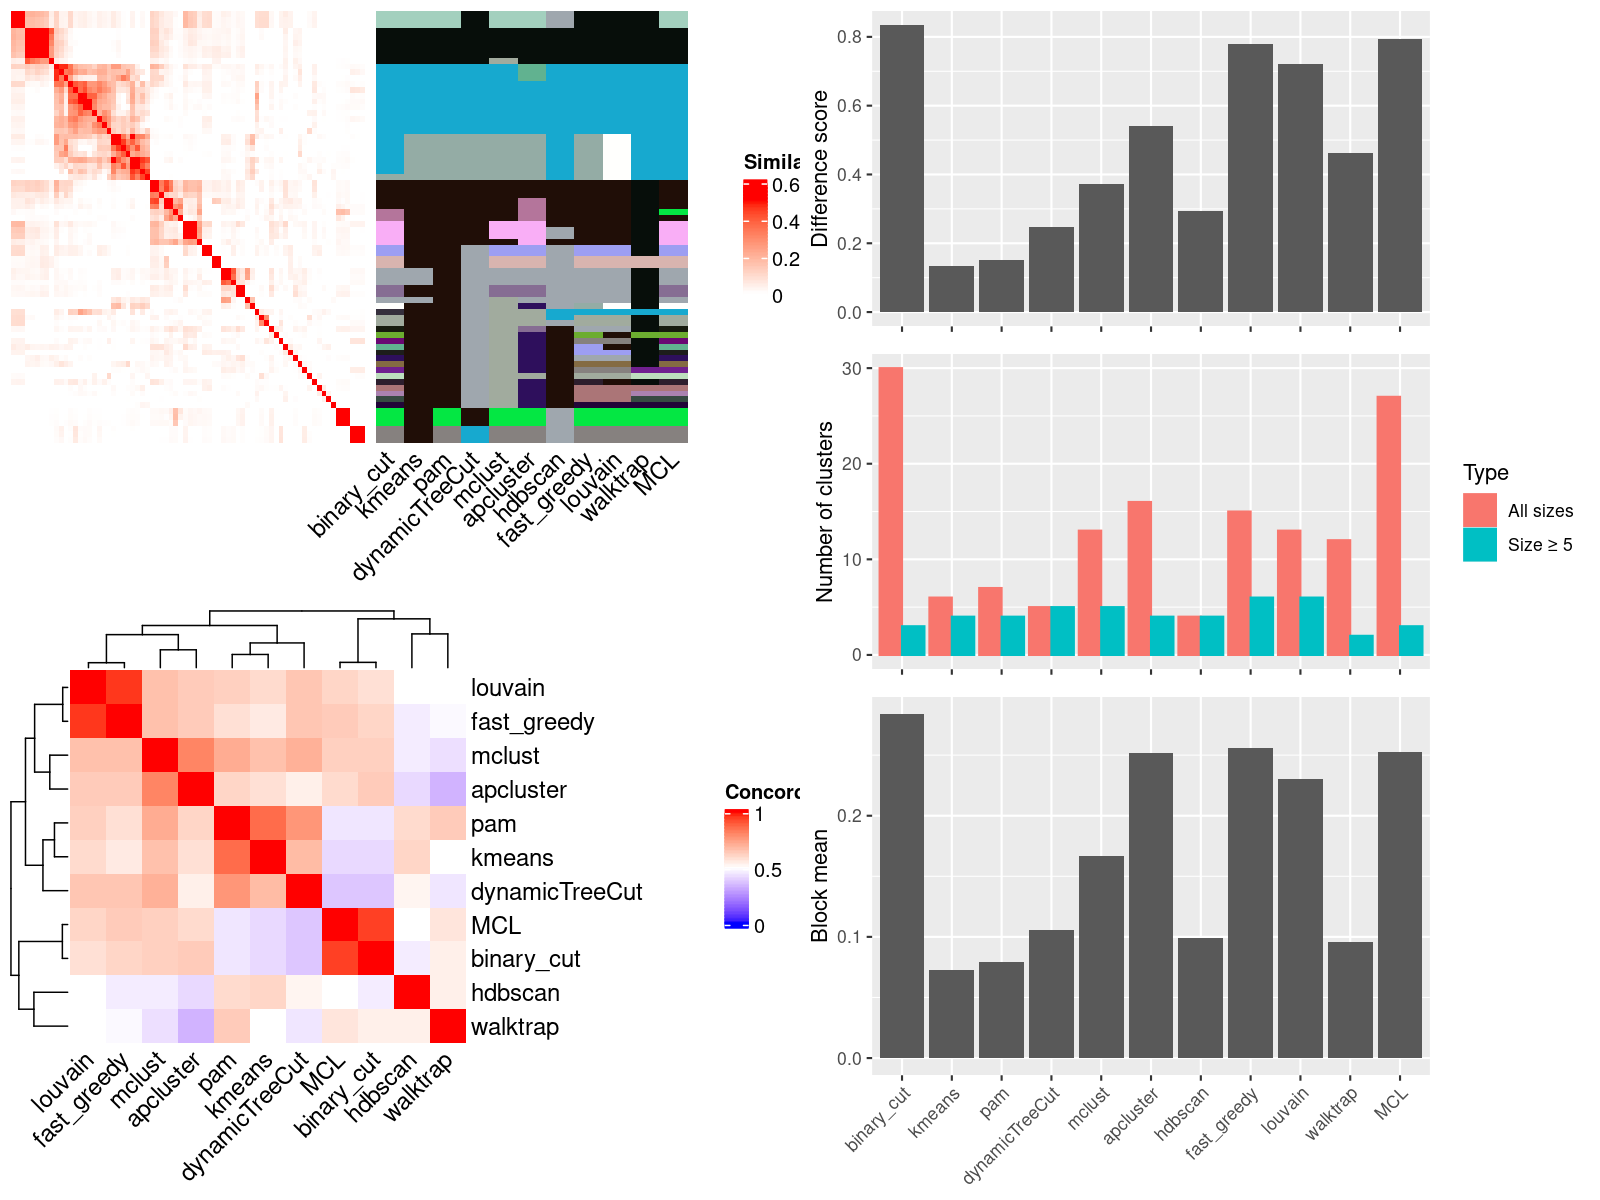 Simila
0.6
0.4
0.2
0
binary_cut
kmeans
pam
dynamicTreeCut
mclust
apcluster
hdbscan
fast_greedy
louvain
walktrap
MCL
Difference score
0.8
0.6
0.4
0.2
0.0
Number of clusters
30
20
10
0
Type
All sizes
Size ≥ 5
louvain
fast_greedy
mclust
apcluster
pam
kmeans
dynamicTreeCut
MCL
binary_cut
hdbscan
walktrap
louvain
fast_greedy
mclust
apcluster
pam
kmeans
dynamicTreeCut
MCL
binary_cut
hdbscan
walktrap
Concord
1
0.5
0
Block mean
0.2
0.1
0.0
binary_cut
kmeans
pam
dynamicTreeCut
mclust
apcluster
hdbscan
fast_greedy
louvain
walktrap
MCL